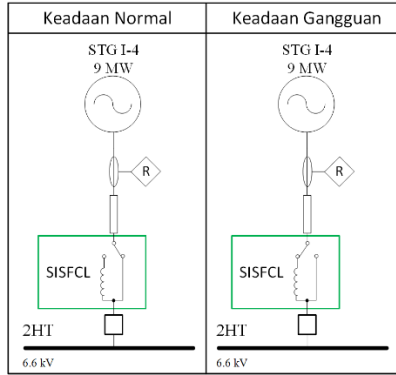 Keadaan Normal
Keadaan Gangguan
STG I-4
9 MW
R
SISFCL
2HT
6.6 kV
STG I-4
9 MW
R
SISFCL
2HT
6.6 kV